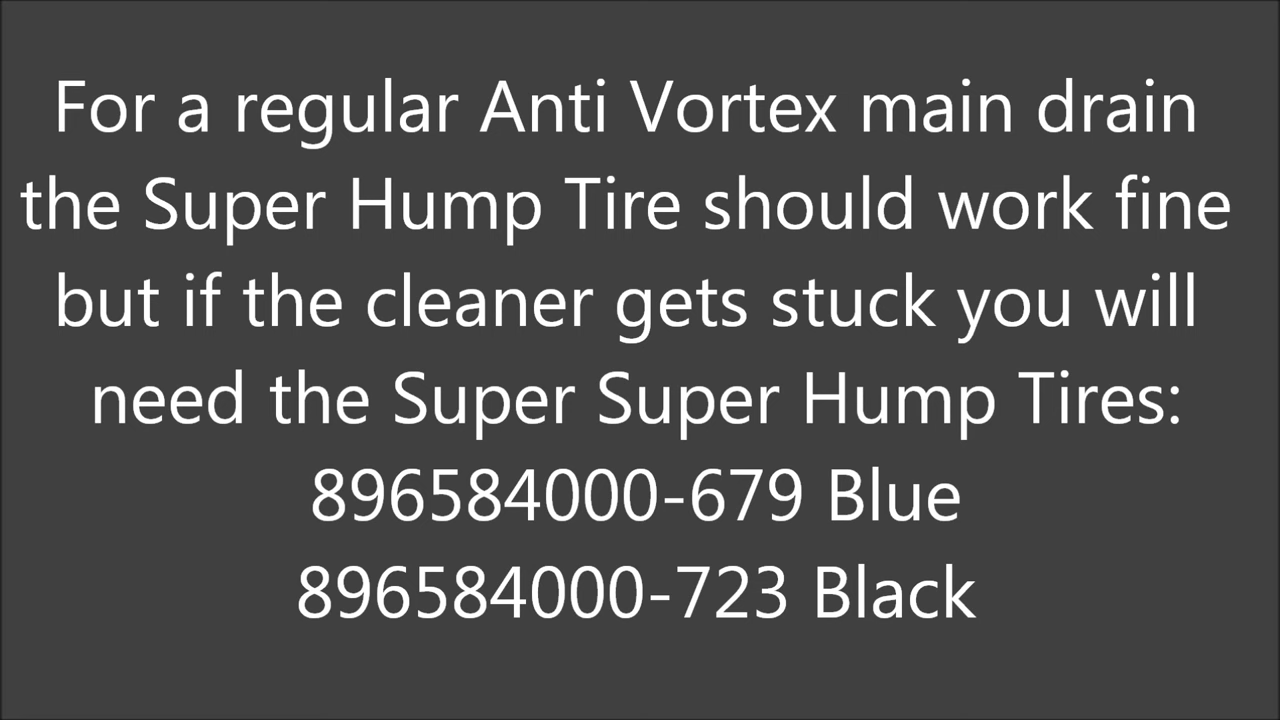 For a regular Anti Vortex main drain
the Super Hump Tire should work fine
but if the cleaner gets stuck you will
need the Super Super Hump Tires:
896584000-679 Blue
896584000-723 Black